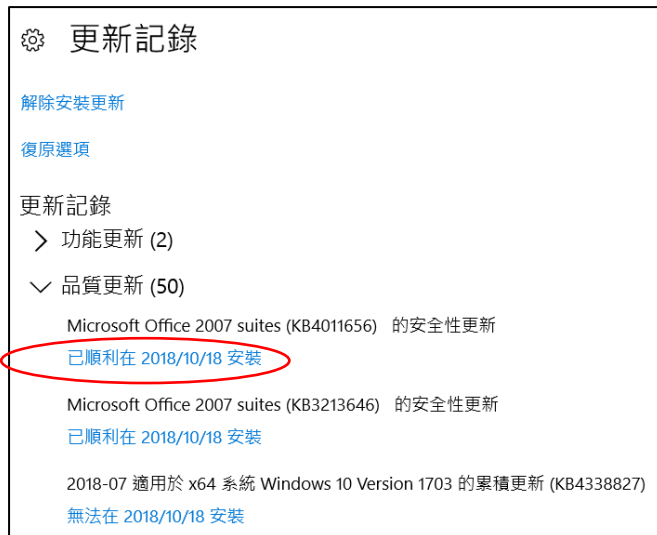 更新記錄
解除安裝更新
復原選項
更新記錄
功能更新 (2)
品質更新 (50)
Microsoft Office 2007 suites (KB4011656) 的安全性更新
已順利在 2018/10/18 安裝
Microsoft Office 2007 suites (KB3213646) 的安全性更新
已順利在 2018/10/18 安裝
2018-07 適用於 x64 系統 Windows 10 Version 1703 的累積更新 (KB4338827)
無法在 2018/10/18 安裝